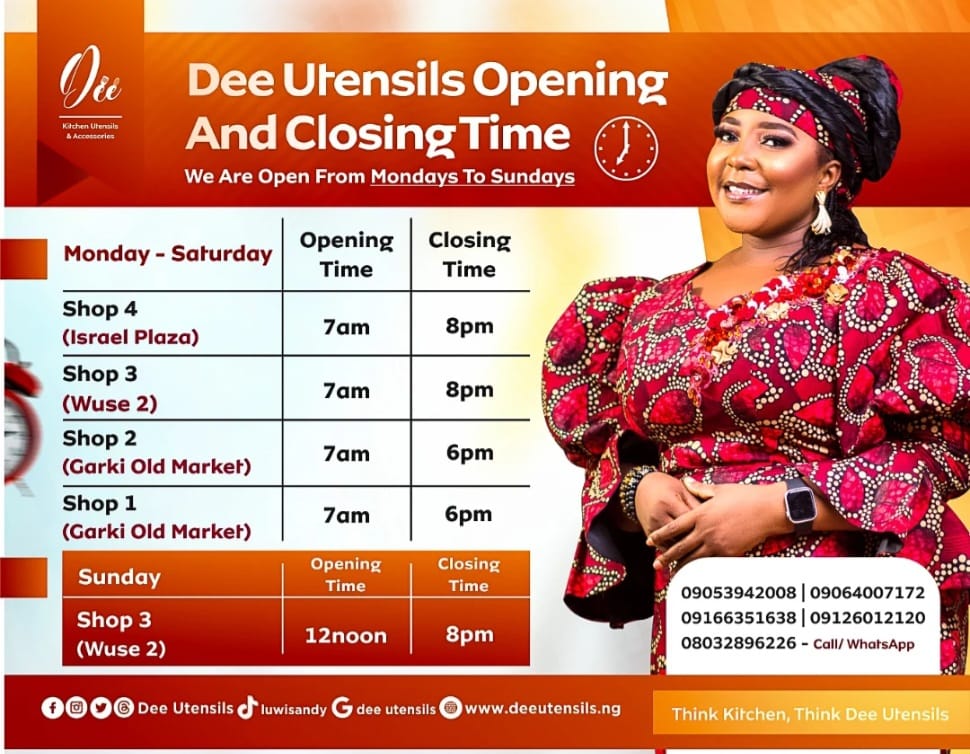 Dee
Kitchen Utensils
& Accessories
Dee Utensils Opening
And Closing Time
We Are Open From Mondays To Sundays
Monday - Saturday
Opening Time
Closing Time
Shop 4
(Israel Plaza)
7am
8pm
Shop 3
(Wuse 2)
7am
8pm
Shop 2
(Garki Old Market)
7am
6pm
Shop 1
(Garki Old Market)
7am
6pm
Sunday
Opening Time
Closing Time
Shop 3
(Wuse 2)
12noon
8pm
09053942008 | 09064007172
09166351638 | 09126012120
08032896226 - Call/ WhatsApp
Dee Utensils luwisandy dee utensils www.deeutensils.ng
Think Kitchen, Think Dee Utensils